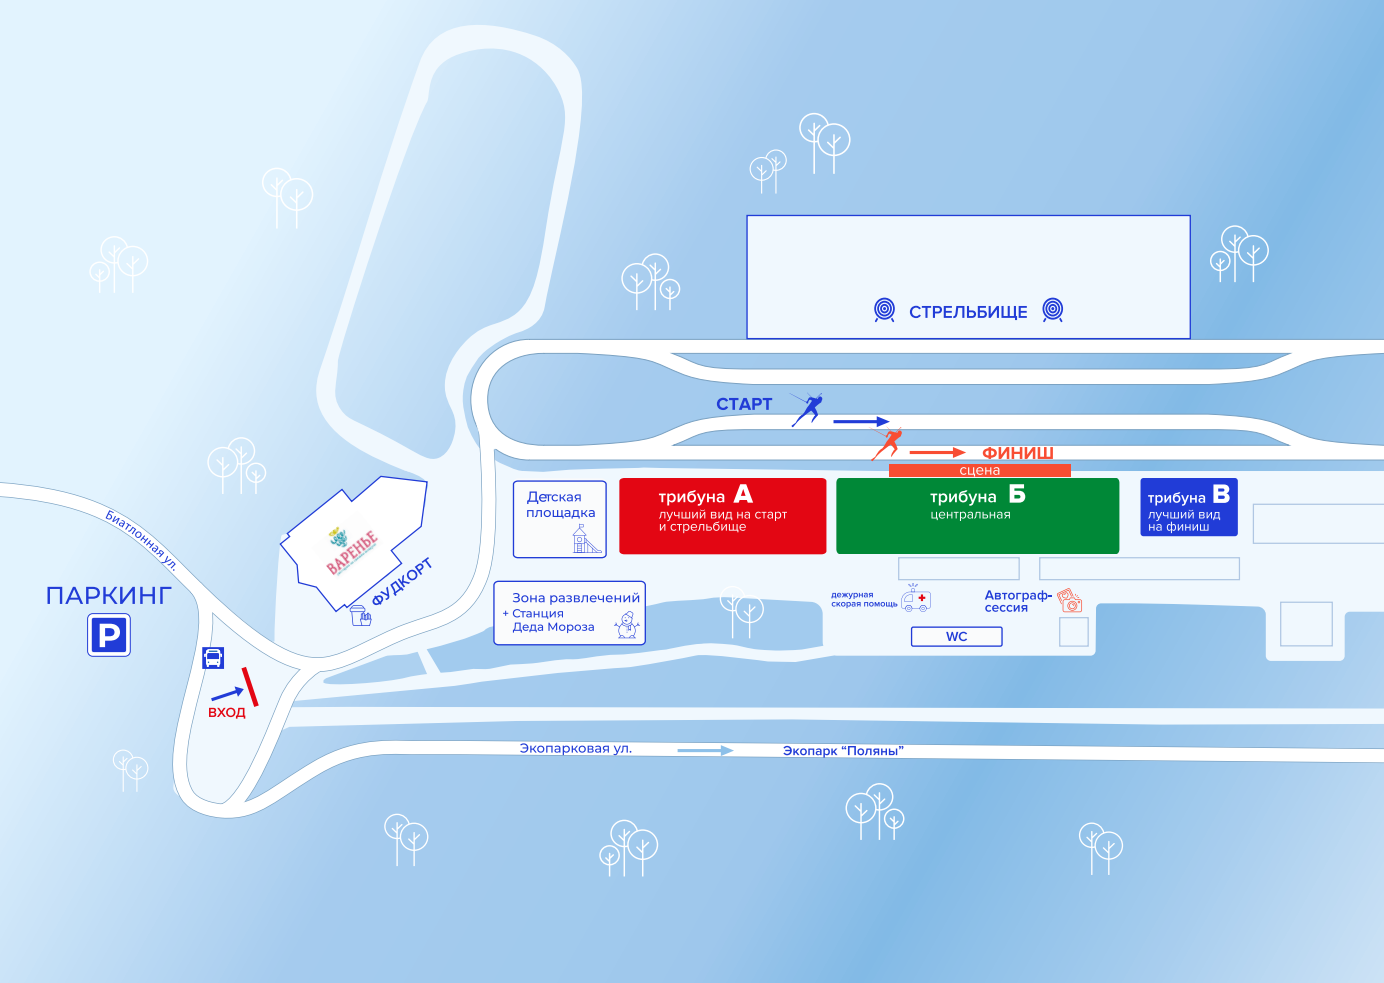 СТРЕЛЬБИЩЕ
СТАРТ
ФИНИШ
сцена
Детская
площадка
трибуна А
лучший вид на старт
и стрельбище
трибуна Б
центральная
трибуна В
лучший вид
на финиш
Биатлонная ул.
ВАРЕНЬЕ
ФУДКОРТ
ПАРКИНГ
P
Зона развлечений
+ Станция
Деда Мороза
дежурная
скорая помощь
Автограф-
сессия
WC
ВХОД
Экопарковая ул.
Экопарк “Поляны”